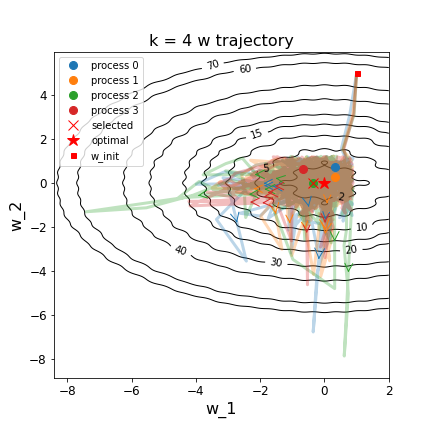 k = 4 w trajectory
process 0
process 1
process 2
process 3
selected
optimal
w_init
70
60
15
5
2
10
20
30
40
4
2
0
−2
−4
−6
−8
w_2
−8
−6
−4
−2
0
2
w_1